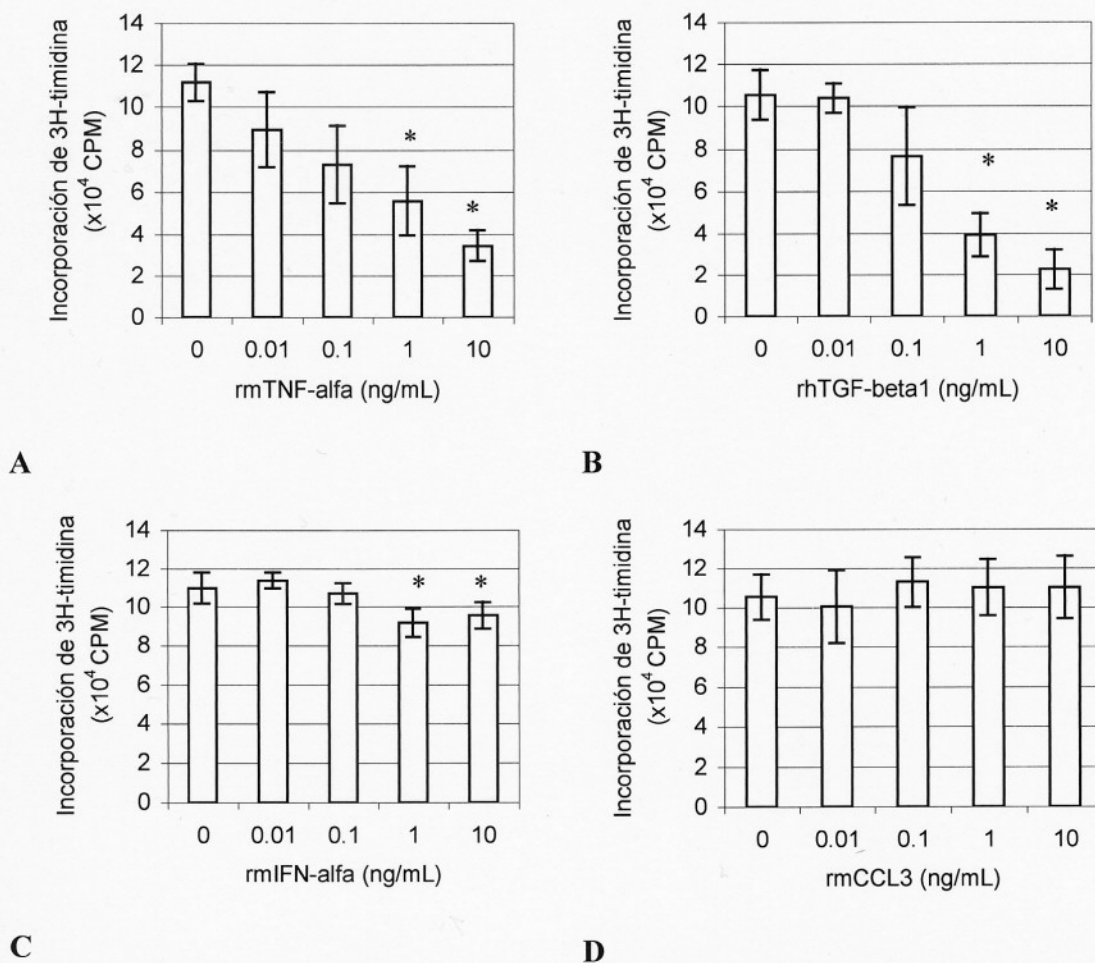 Incorporación de 3H-timidina
(x10⁴ CPM)
14
12
10
8
6
4
2
0
*
*
0 0.01 0.1 1 10
rmTNF-alfa (ng/mL)
A
Incorporación de 3H-timidina
(x10⁴ CPM)
14
12
10
8
6
4
2
0
*
*
0 0.01 0.1 1 10
rhTGF-beta1 (ng/mL)
B
Incorporación de 3H-timidina
(x10⁴ CPM)
14
12
10
8
6
4
2
0
* *
0 0.01 0.1 1 10
rmIFN-alfa (ng/mL)
C
Incorporación de 3H-timidina
(x10⁴ CPM)
14
12
10
8
6
4
2
0
0 0.01 0.1 1 10
rmCCL3 (ng/mL)
D